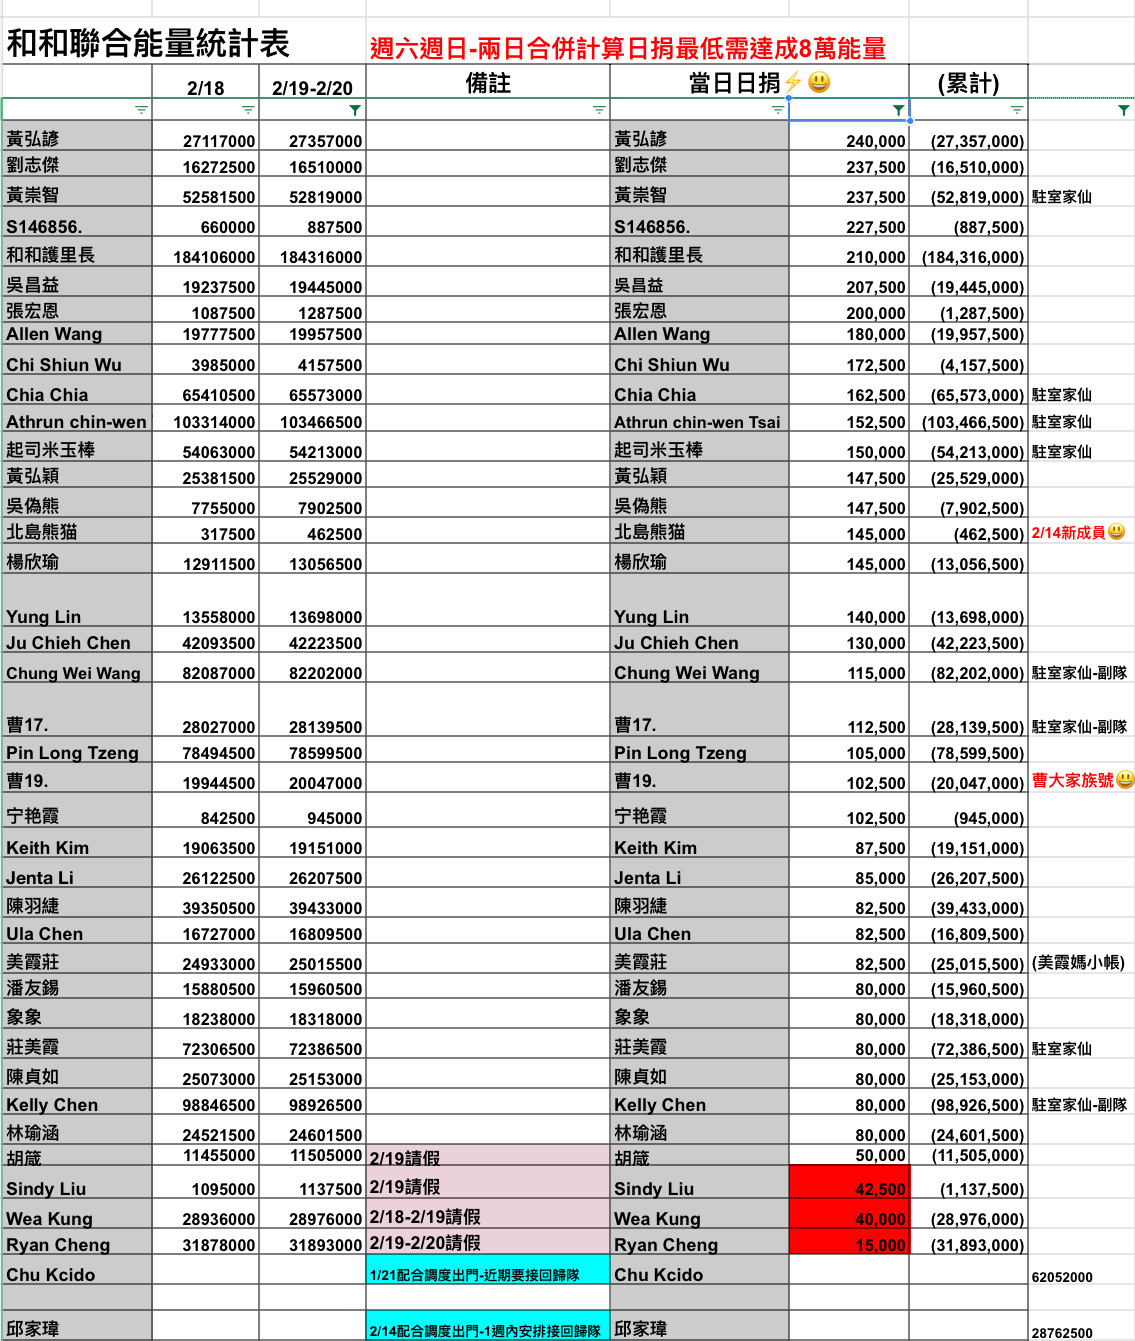 和和聯合能量統計表 週六週日-兩日合併計算日捐最低需達成8萬能量
2/18 2/19-2/20 備註 當日日捐⚡😃 (累計)
黃弘諺 27117000 27357000 黃弘諺 240,000 (27,357,000)
劉志傑 16272500 16510000 劉志傑 237,500 (16,510,000)
黃崇智 52581500 52819000 黃崇智 237,500 (52,819,000) 駐室家仙
S146856. 660000 887500 S146856. 227,500 (887,500)
和和護里長 184106000 184316000 和和護里長 210,000 (184,316,000)
吳昌益 19237500 19445000 吳昌益 207,500 (19,445,000)
張宏恩 1087500 1287500 張宏恩 200,000 (1,287,500)
Allen Wang 19777500 19957500 Allen Wang 180,000 (19,957,500)
Chi Shiun Wu 3985000 4157500 Chi Shiun Wu 172,500 (4,157,500)
Chia Chia 65410500 65573000 Chia Chia 162,500 (65,573,000) 駐室家仙
Athrun chin-wen 103314000 103466500 Athrun chin-wen Tsai 152,500 (103,466,500) 駐室家仙
起司米玉棒 54063000 54213000 起司米玉棒 150,000 (54,213,000) 駐室家仙
黃弘穎 25381500 25529000 黃弘穎 147,500 (25,529,000)
吳偽熊 7755000 7902500 吳偽熊 147,500 (7,902,500)
北島熊猫 317500 462500 北島熊猫 145,000 (462,500) 2/14新成員😃
楊欣瑜 12911500 13056500 楊欣瑜 145,000 (13,056,500)
Yung Lin 13558000 13698000 Yung Lin 140,000 (13,698,000)
Ju Chieh Chen 42093500 42223500 Ju Chieh Chen 130,000 (42,223,500)
Chung Wei Wang 82087000 82202000 Chung Wei Wang 115,000 (82,202,000) 駐室家仙-副隊
曹17. 28027000 28139500 曹17. 112,500 (28,139,500) 駐室家仙-副隊
Pin Long Tzeng 78494500 78599500 Pin Long Tzeng 105,000 (78,599,500)
曹19. 19944500 20047000 曹19. 102,500 (20,047,000) 曹大家族號😃
宁艳霞 842500 945000 宁艳霞 102,500 (945,000)
Keith Kim 19063500 19151000 Keith Kim 87,500 (19,151,000)
Jenta Li 26122500 26207500 Jenta Li 85,000 (26,207,500)
陳羽緁 39350500 39433000 陳羽緁 82,500 (39,433,000)
Ula Chen 16727000 16809500 Ula Chen 82,500 (16,809,500)
美霞莊 24933000 25015500 美霞莊 82,500 (25,015,500) (美霞媽小帳)
潘友錫 15880500 15960500 潘友錫 80,000 (15,960,500)
象象 18238000 18318000 象象 80,000 (18,318,000)
莊美霞 72306500 72386500 莊美霞 80,000 (72,386,500) 駐室家仙
陳貞如 25073000 25153000 陳貞如 80,000 (25,153,000)
Kelly Chen 98846500 98926500 Kelly Chen 80,000 (98,926,500) 駐室家仙-副隊
林瑜涵 24521500 24601500 林瑜涵 80,000 (24,601,500)
胡箴 11455000 11505000 2/19請假 胡箴 50,000 (11,505,000)
Sindy Liu 1095000 1137500 2/19請假 Sindy Liu 42,500 (1,137,500)
Wea Kung 28936000 28976000 2/18-2/19請假 Wea Kung 40,000 (28,976,000)
Ryan Cheng 31878000 31893000 2/19-2/20請假 Ryan Cheng 15,000 (31,893,000)
Chu Kcido 1/21配合調度出門-近期要接回歸隊 Chu Kcido 62052000
邱家瑋 2/14配合調度出門-1週內安排接回歸隊 邱家瑋 28762500